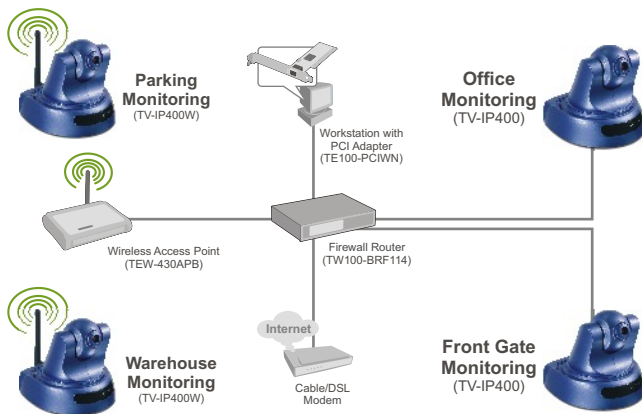 Parking
Monitoring
(TV-IP400W)
Workstation with
PCI Adapter
(TE100-PCIWN)
Office
Monitoring
(TV-IP400)
Wireless Access Point
(TEW-430APB)
Firewall Router
(TW100-BRF114)
Internet
Warehouse
Monitoring
(TV-IP400W)
Cable/DSL
Modem
Front Gate
Monitoring
(TV-IP400)